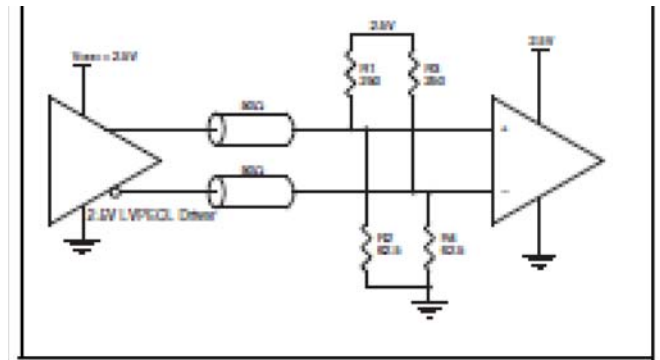 2.5V
2.5V
R1
250
R3
250
50Ω
+
50Ω
–
2.5V LVPECL Driver
R2
62.5
R4
62.5